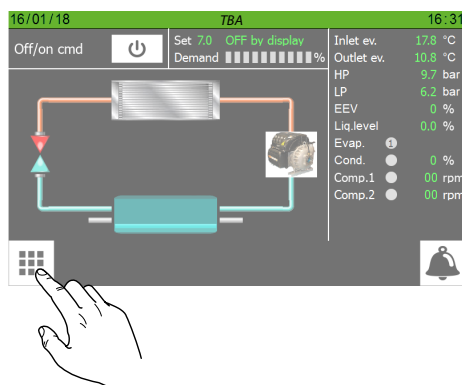 16/01/18 TBA 16:31
Off/on cmd
Set 7.0 OFF by display
Demand %
Inlet ev. 17.8 °C
Outlet ev. 10.8 °C
HP 9.7 bar
LP 6.2 bar
EEV 0 %
Liq.level 0.0 %
Evap. 1
Cond. 0 %
Comp.1 00 rpm
Comp.2 00 rpm